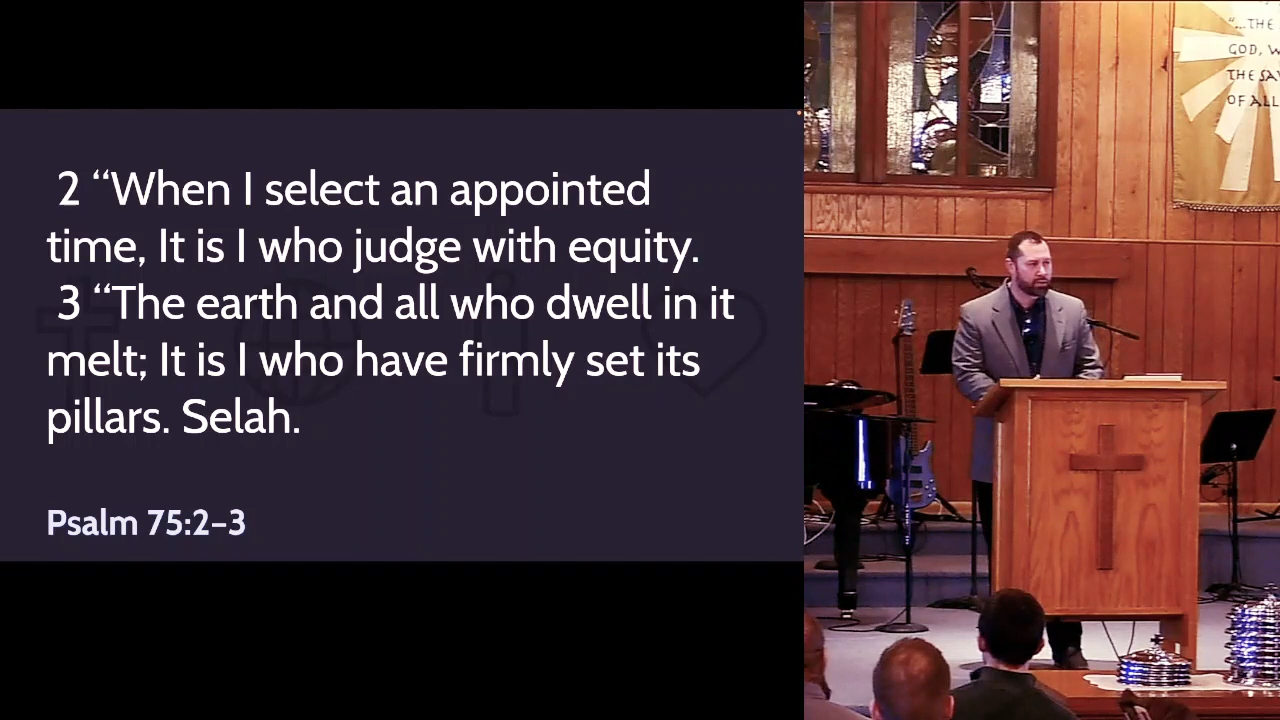 2 “When I select an appointed
time, It is I who judge with equity.
3 “The earth and all who dwell in it
melt; It is I who have firmly set its
pillars. Selah.
Psalm 75:2–3
“...THE
GOD, W
THE SA
OF ALL